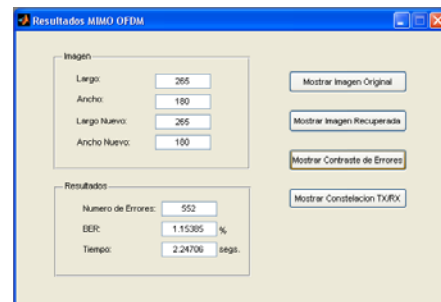 Resultados MIMO OFDM
Imagen
Largo: 265
Ancho: 180
Largo Nuevo: 265
Ancho Nuevo: 180
Resultados
Numero de Errores: 552
BER: 1.15385 %
Tiempo: 2.24706 segs.
Mostrar Imagen Original
Mostrar Imagen Recuperada
Mostrar Contraste de Errores
Mostrar Constelacion TX/RX